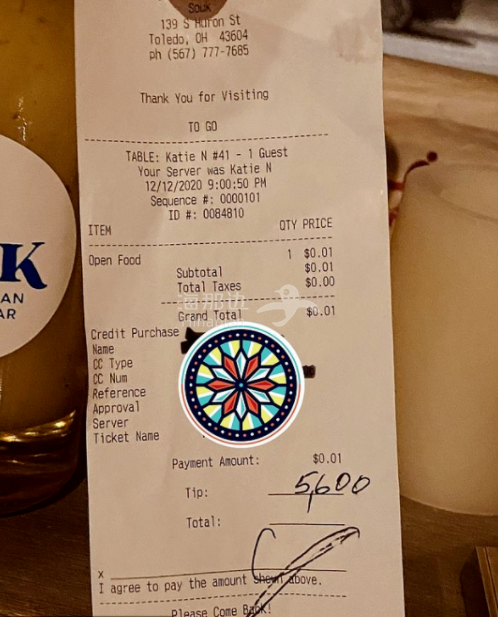 Souk
139 S Huron St
Toledo, OH 43604
ph (567) 777-7685
Thank You for Visiting
TO GO
TABLE: Katie N #41 - 1 Guest
Your Server was Katie N
12/12/2020 9:00:50 PM
Sequence #: 0000101
ID #: 0084810
ITEM QTY PRICE
Open Food 1 $0.01
Subtotal $0.01
Total Taxes $0.00
Grand Total $0.01
Credit Purchase
Name
CC Type
CC Num
Reference
Approval
Server
Ticket Name
Payment Amount: $0.01
Tip: 5,600
Total:
X
I agree to pay the amount shown above.
Please Come Back!
K
AN
AR